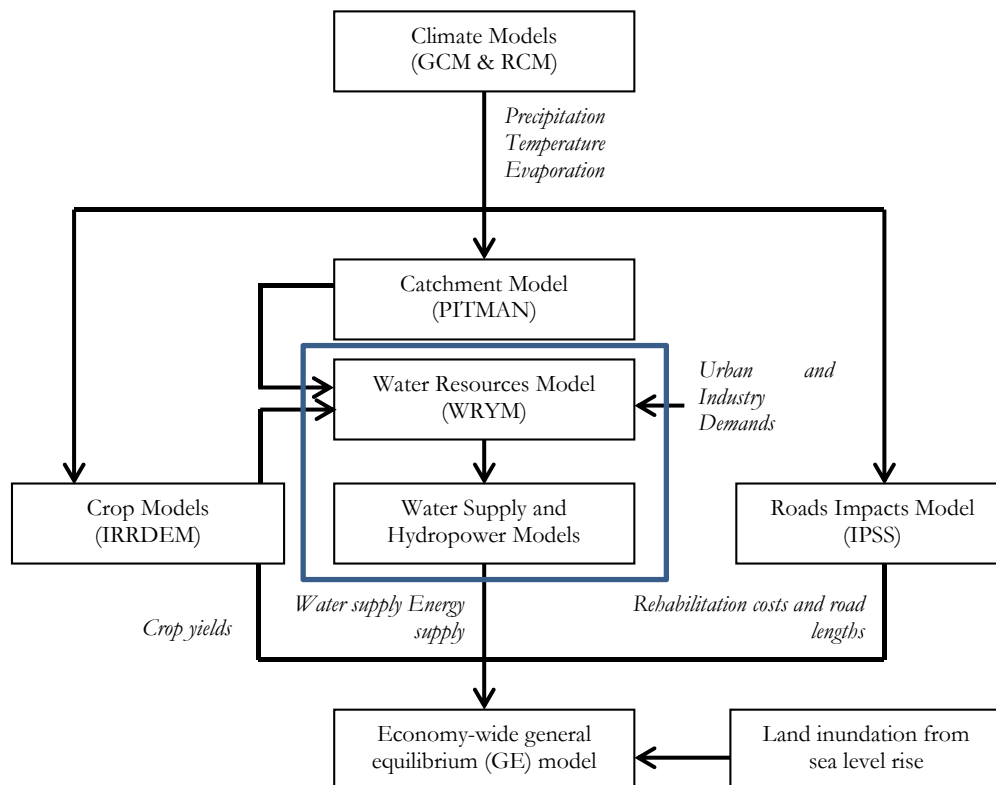 Climate Models
(GCM & RCM)
Precipitation
Temperature
Evaporation
Catchment Model
(PITMAN)
Water Resources Model
(WRYM)
Urban and
Industry
Demands
Crop Models
(IRRDEM)
Water Supply and
Hydropower Models
Roads Impacts Model
(IPSS)
Crop yields
Water supply Energy
supply
Rehabilitation costs and road
lengths
Economy-wide general
equilibrium (GE) model
Land inundation from
sea level rise